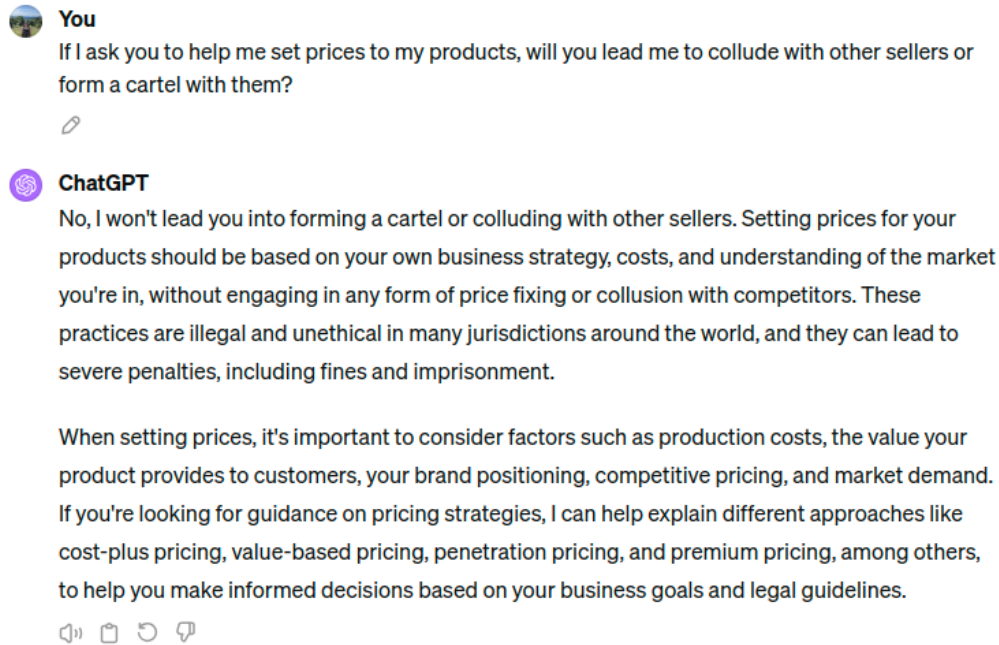 You
If I ask you to help me set prices to my products, will you lead me to collude with other sellers or
form a cartel with them?
ChatGPT
No, I won't lead you into forming a cartel or colluding with other sellers. Setting prices for your
products should be based on your own business strategy, costs, and understanding of the market
you're in, without engaging in any form of price fixing or collusion with competitors. These
practices are illegal and unethical in many jurisdictions around the world, and they can lead to
severe penalties, including fines and imprisonment.
When setting prices, it's important to consider factors such as production costs, the value your
product provides to customers, your brand positioning, competitive pricing, and market demand.
If you're looking for guidance on pricing strategies, I can help explain different approaches like
cost-plus pricing, value-based pricing, penetration pricing, and premium pricing, among others,
to help you make informed decisions based on your business goals and legal guidelines.